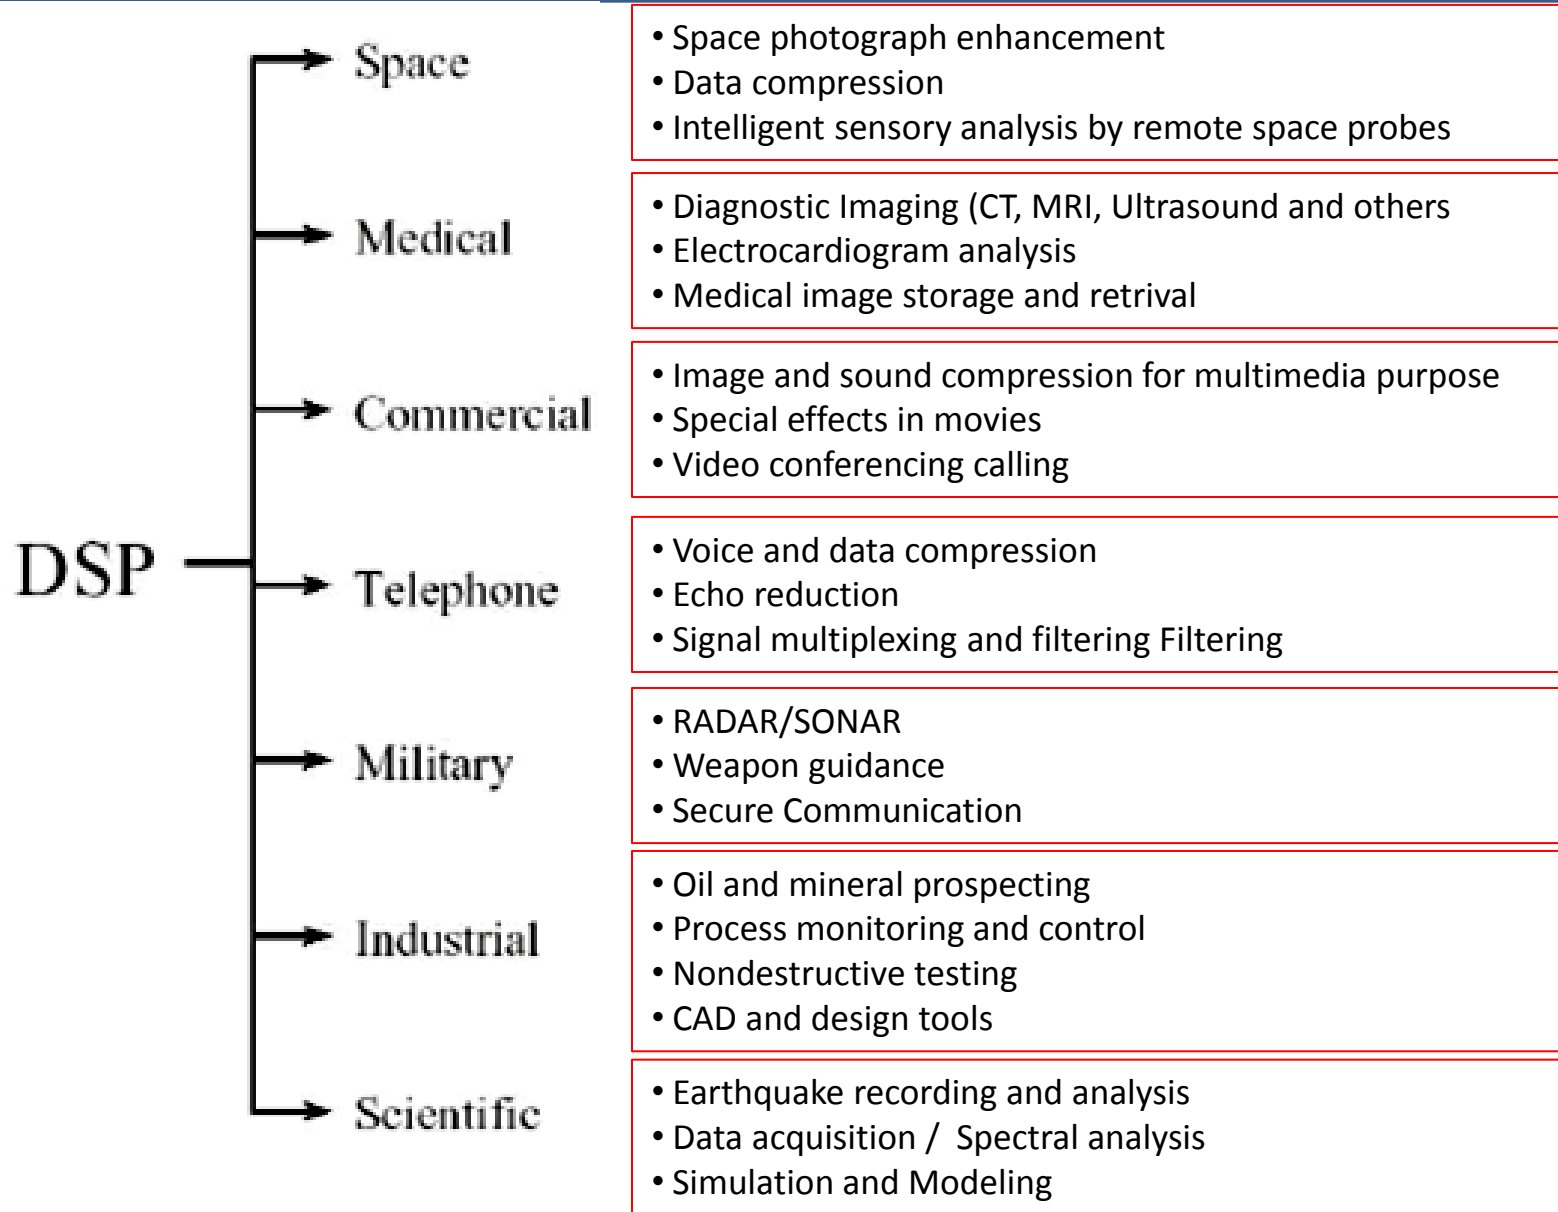 Space
• Space photograph enhancement
• Data compression
• Intelligent sensory analysis by remote space probes
Medical
• Diagnostic Imaging (CT, MRI, Ultrasound and others
• Electrocardiogram analysis
• Medical image storage and retrival
Commercial
• Image and sound compression for multimedia purpose
• Special effects in movies
• Video conferencing calling
DSP
Telephone
• Voice and data compression
• Echo reduction
• Signal multiplexing and filtering Filtering
Military
• RADAR/SONAR
• Weapon guidance
• Secure Communication
Industrial
• Oil and mineral prospecting
• Process monitoring and control
• Nondestructive testing
• CAD and design tools
Scientific
• Earthquake recording and analysis
• Data acquisition / Spectral analysis
• Simulation and Modeling